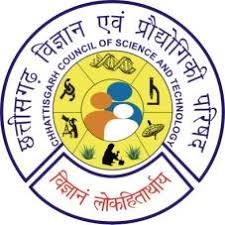 छत्तीसगढ़ विज्ञान एवं प्रौद्योगिकी परिषद
CHHATTISGARH COUNCIL OF SCIENCE AND TECHNOLOGY
विज्ञानं लोकहितार्थाय